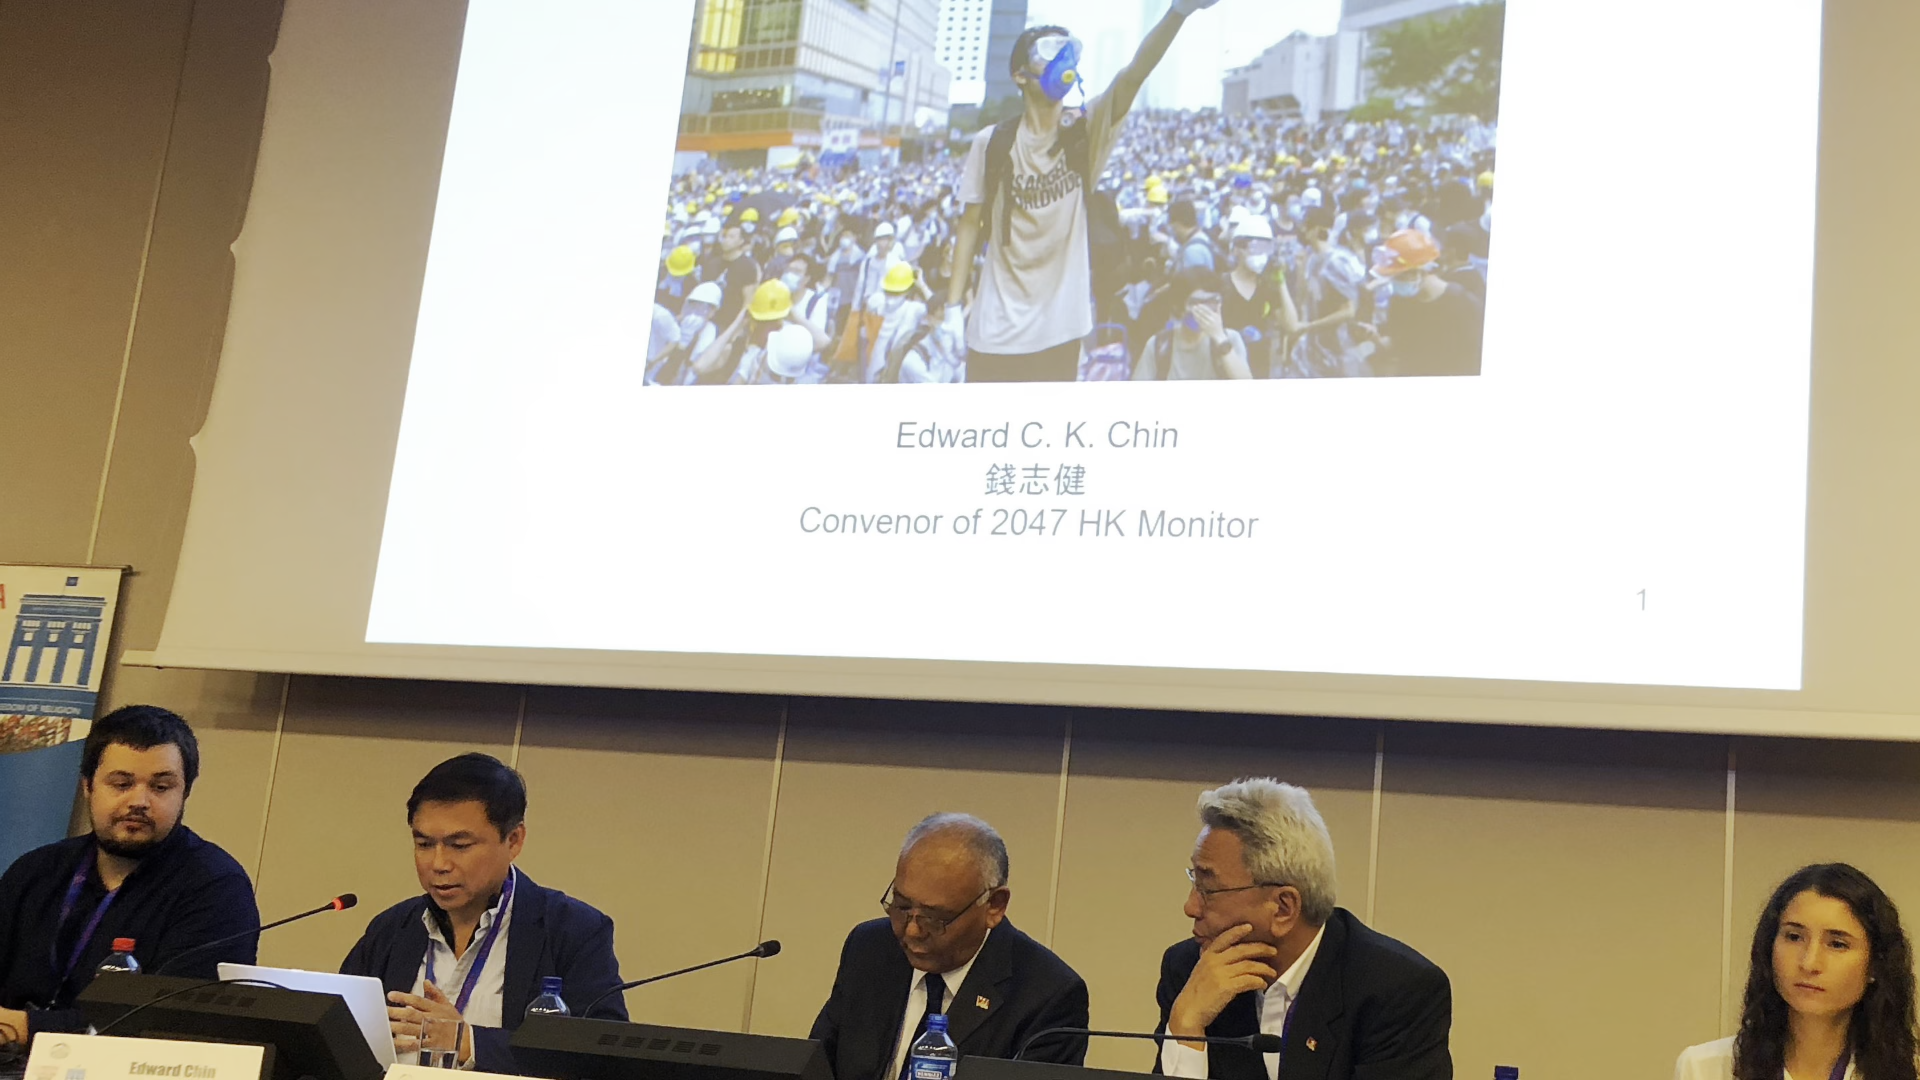 Edward C. K. Chin
錢志健
Convenor of 2047 HK Monitor
1
Edward Chin